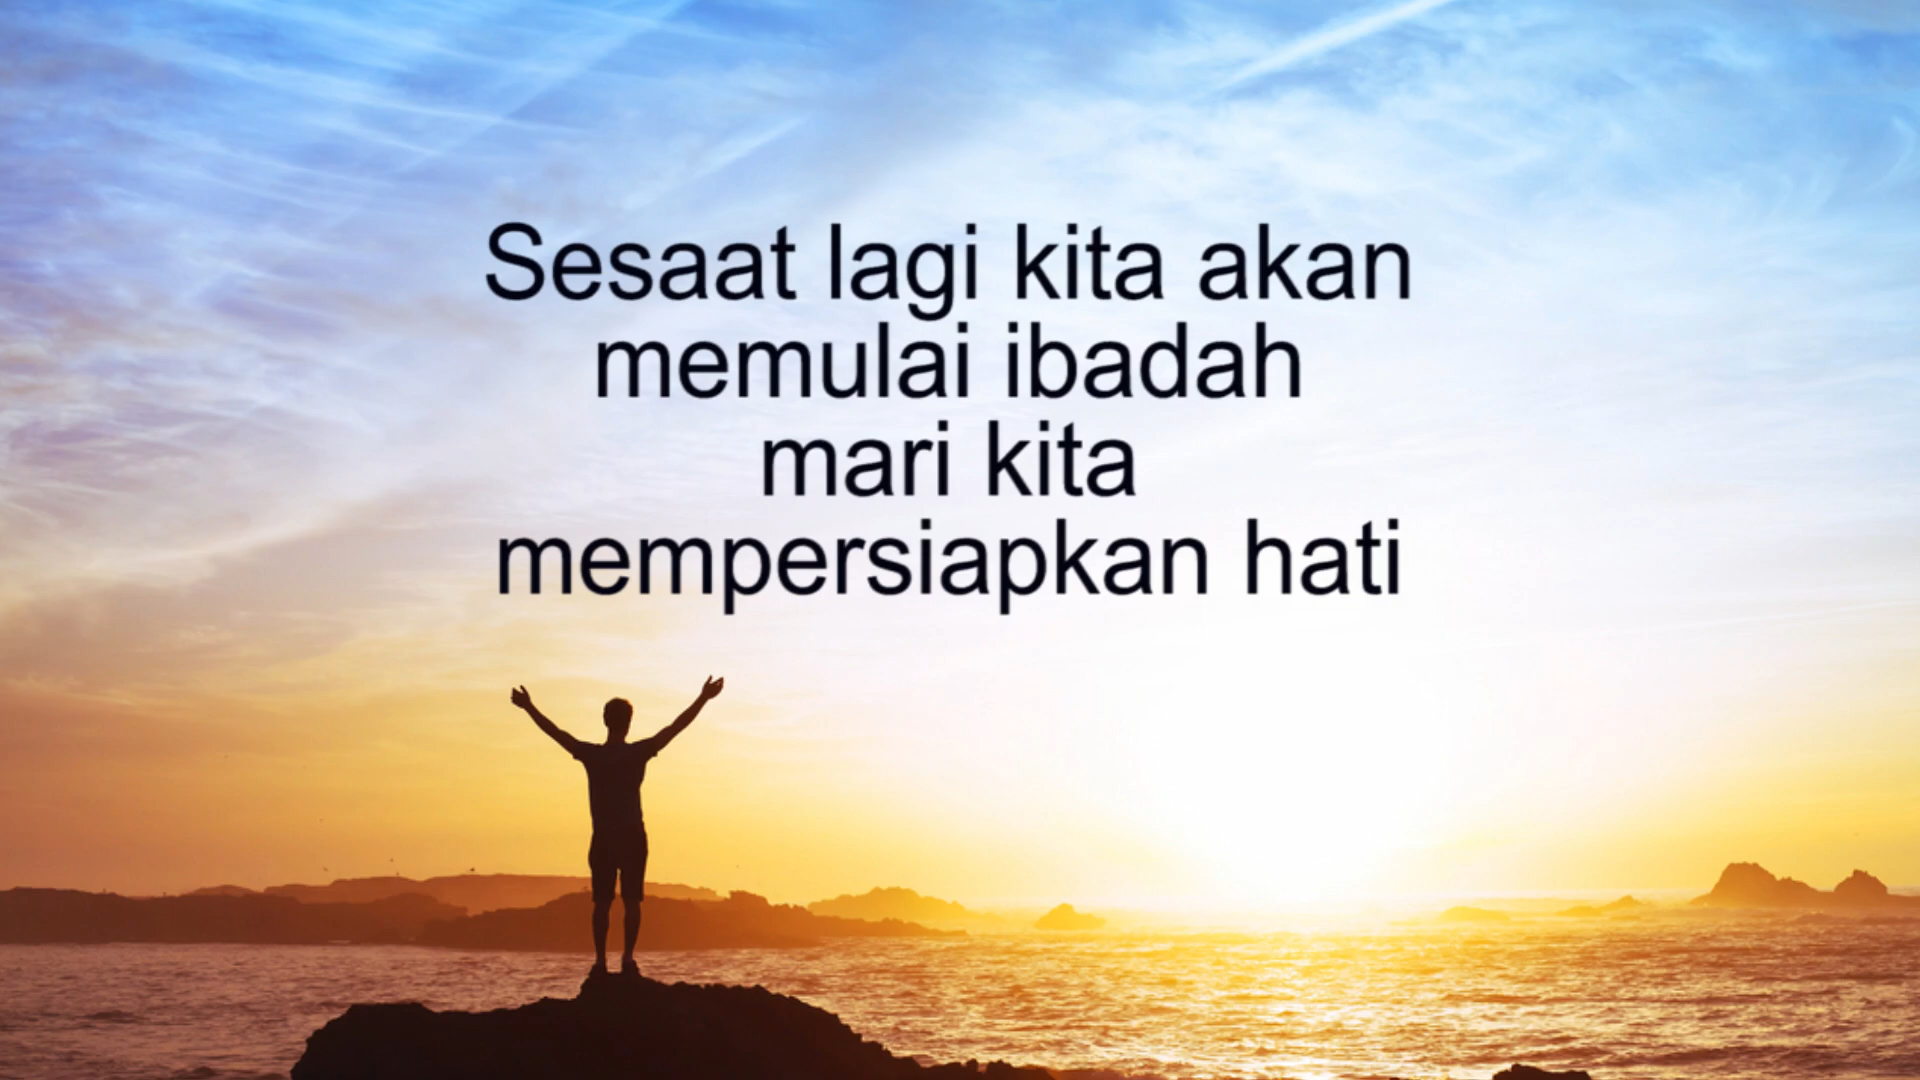 Sesaat lagi kita akan
memulai ibadah
mari kita
mempersiapkan hati